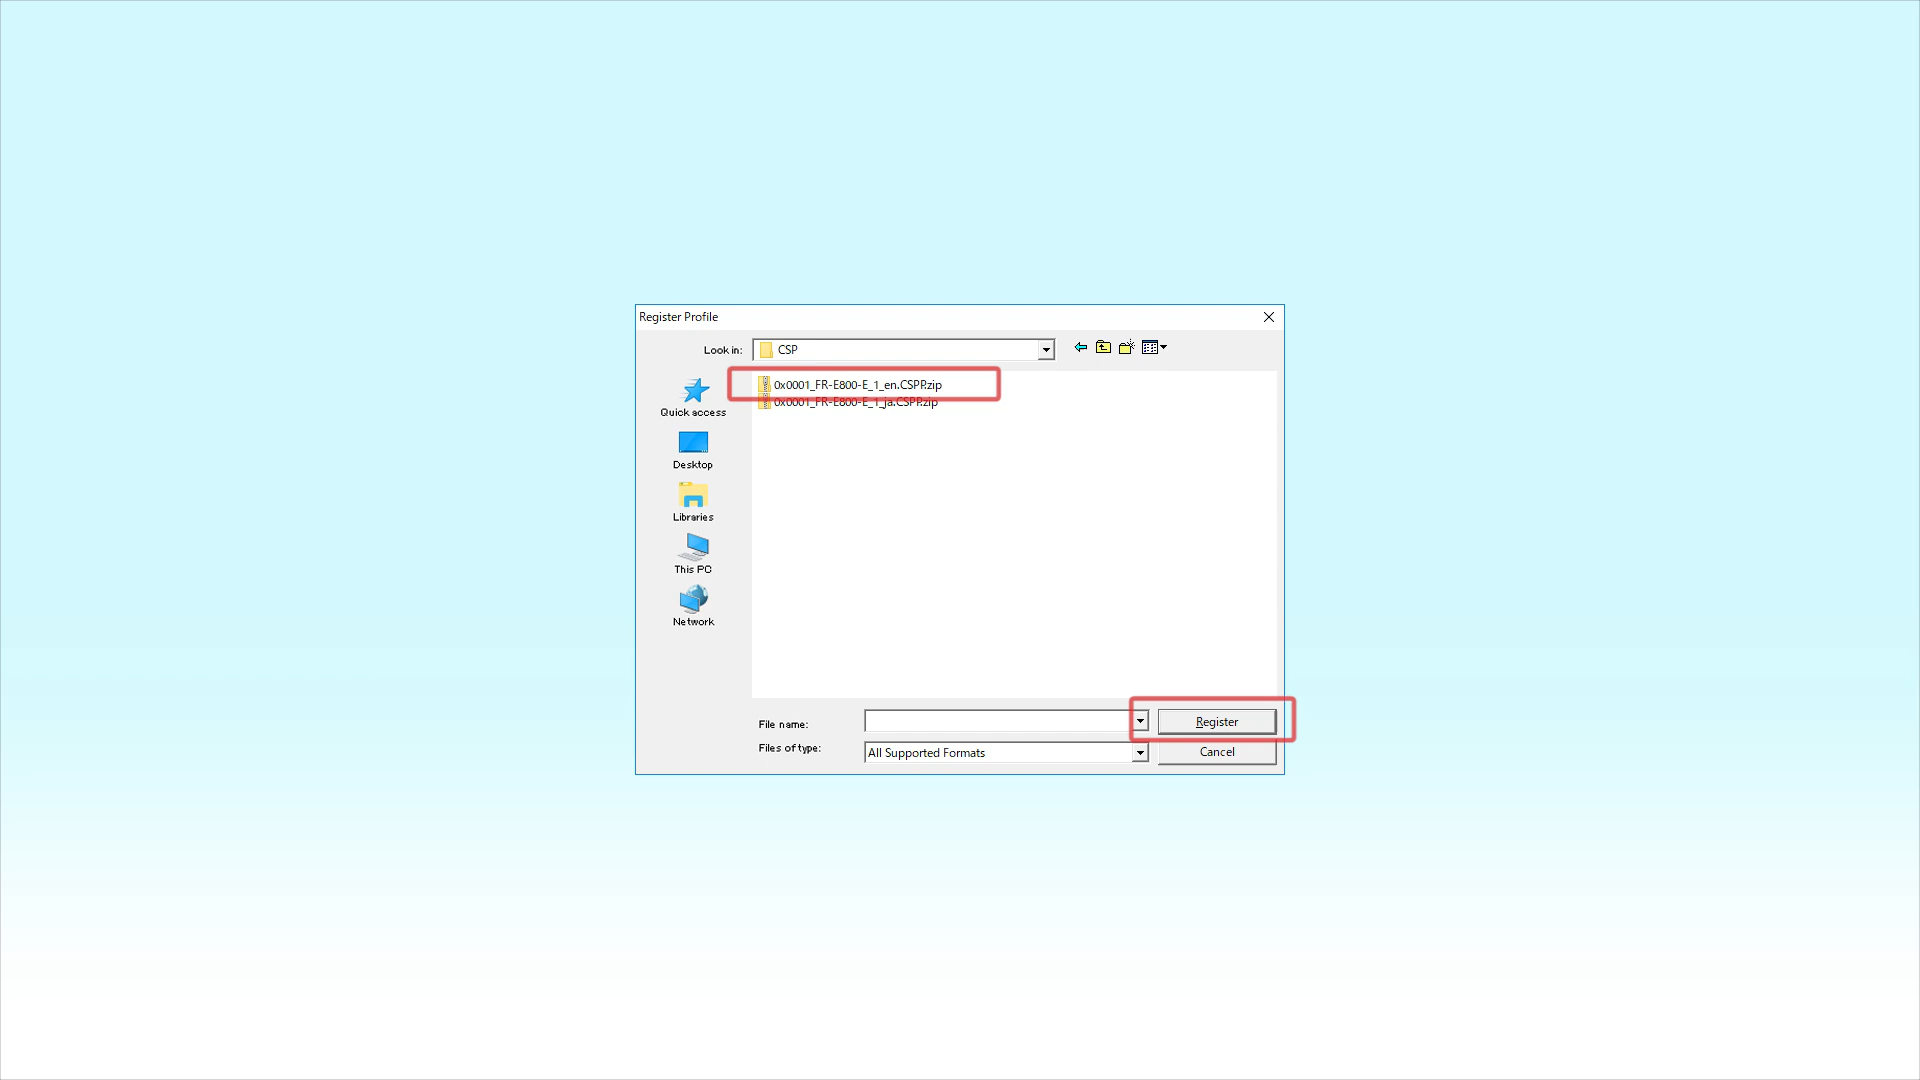 Register Profile
Look in: CSP
0x0001_FR-E800-E_1_en.CSPP.zip
0x0001_FR-E800-E_1_ja.CSPP.zip
Quick access
Desktop
Libraries
This PC
Network
File name:
Register
Files of type: All Supported Formats
Cancel